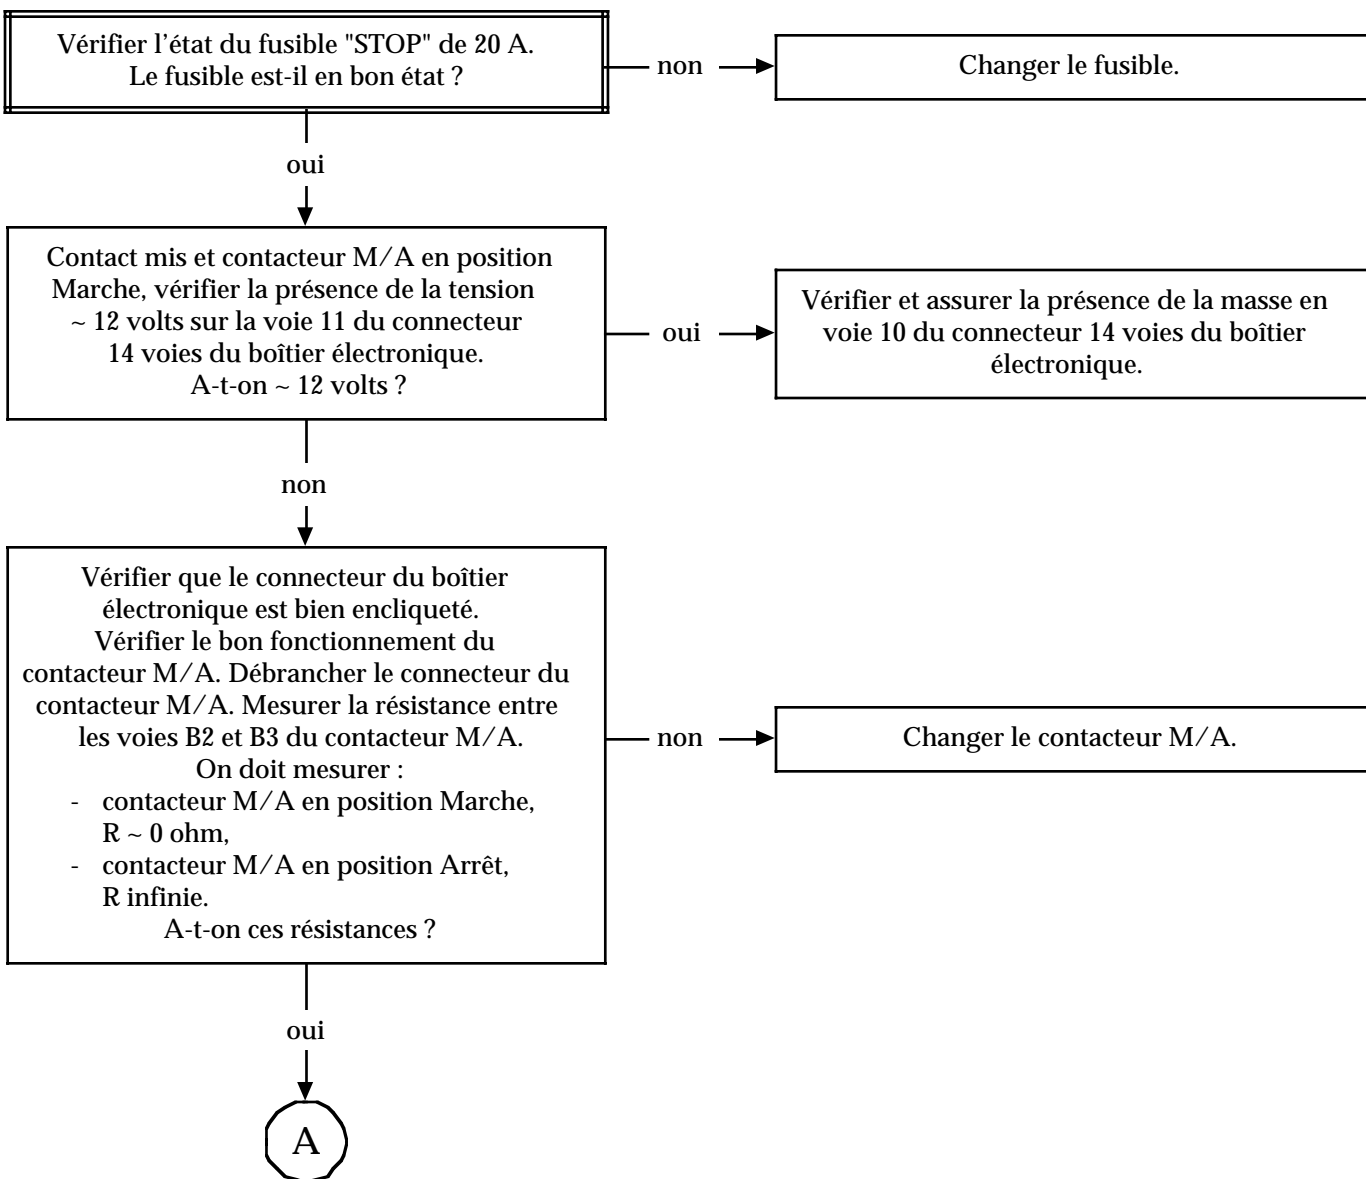 Vérifier l'état du fusible "STOP" de 20 A.
Le fusible est-il en bon état ?
non
Changer le fusible.
oui
Contact mis et contacteur M/A en position
Marche, vérifier la présence de la tension
~ 12 volts sur la voie 11 du connecteur
14 voies du boîtier électronique.
A-t-on ~ 12 volts ?
oui
Vérifier et assurer la présence de la masse en
voie 10 du connecteur 14 voies du boîtier
électronique.
non
Vérifier que le connecteur du boîtier
électronique est bien encliqueté.
Vérifier le bon fonctionnement du
contacteur M/A. Débrancher le connecteur du
contacteur M/A. Mesurer la résistance entre
les voies B2 et B3 du contacteur M/A.
On doit mesurer :
- contacteur M/A en position Marche,
R ~ 0 ohm,
- contacteur M/A en position Arrêt,
R infinie.
A-t-on ces résistances ?
non
Changer le contacteur M/A.
oui
A